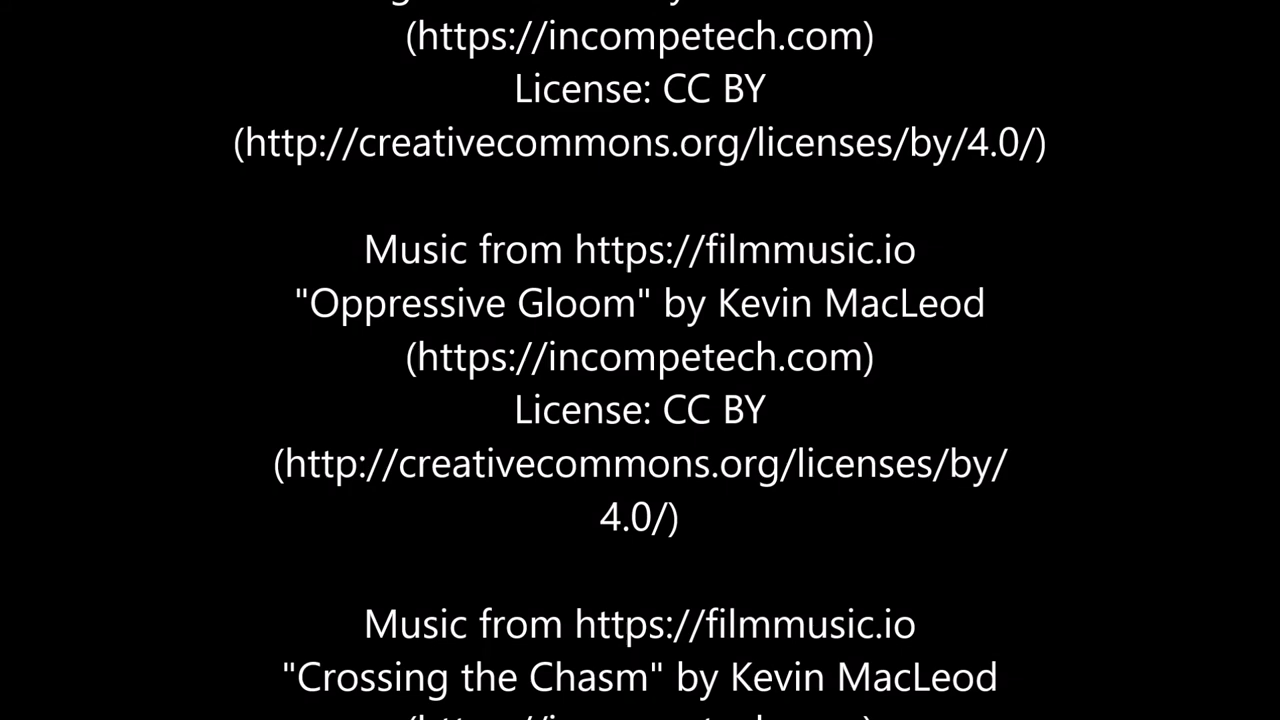 (https://incompetech.com)
License: CC BY
(http://creativecommons.org/licenses/by/4.0/)
Music from https://filmmusic.io
"Oppressive Gloom" by Kevin MacLeod
(https://incompetech.com)
License: CC BY
(http://creativecommons.org/licenses/by/
4.0/)
Music from https://filmmusic.io
"Crossing the Chasm" by Kevin MacLeod